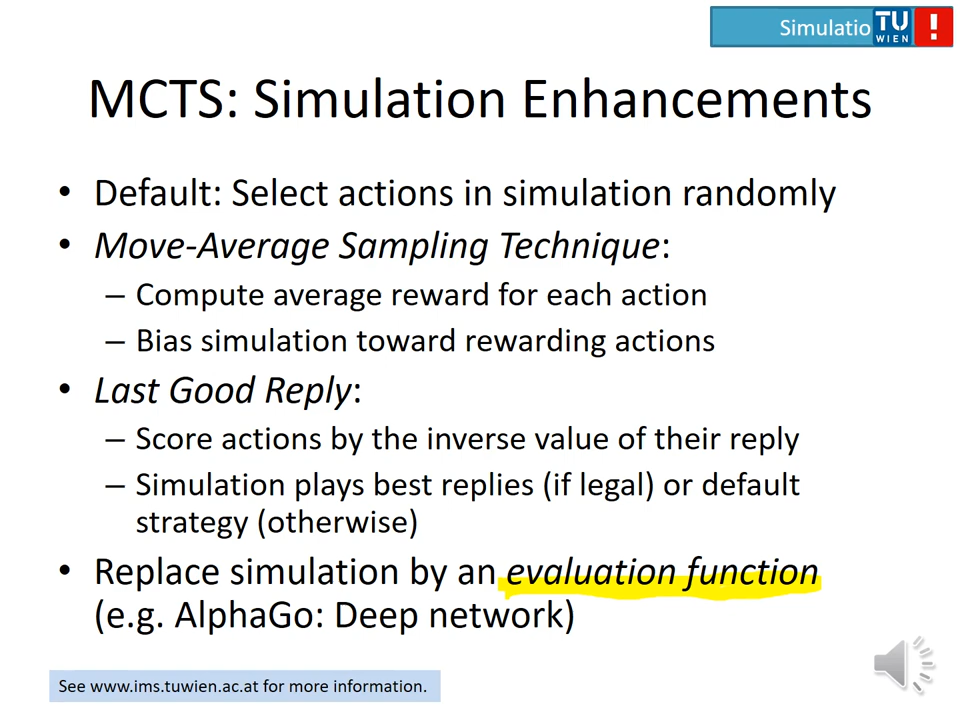 Simulatio
TU
WIEN
!
MCTS: Simulation Enhancements
• Default: Select actions in simulation randomly
• Move-Average Sampling Technique:
– Compute average reward for each action
– Bias simulation toward rewarding actions
• Last Good Reply:
– Score actions by the inverse value of their reply
– Simulation plays best replies (if legal) or default
strategy (otherwise)
• Replace simulation by an evaluation function
(e.g. AlphaGo: Deep network)
See www.ims.tuwien.ac.at for more information.